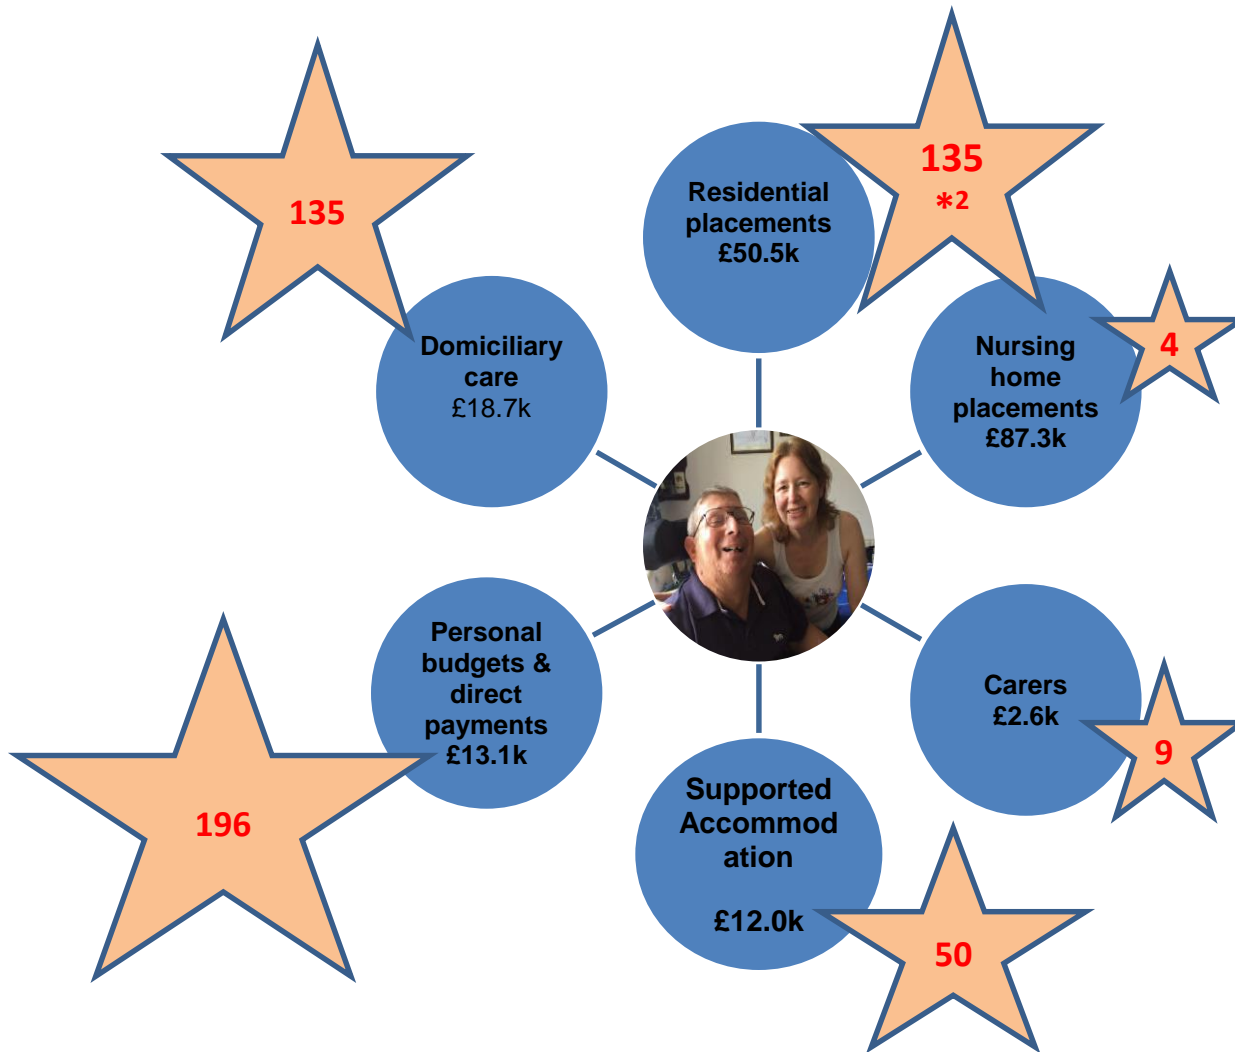 135
*2
Residential
placements
£50.5k
135
Domiciliary
care
£18.7k
Nursing
home
placements
£87.3k
4
Personal
budgets &
direct
payments
£13.1k
196
Carers
£2.6k
9
Supported
Accommod
ation
£12.0k
50